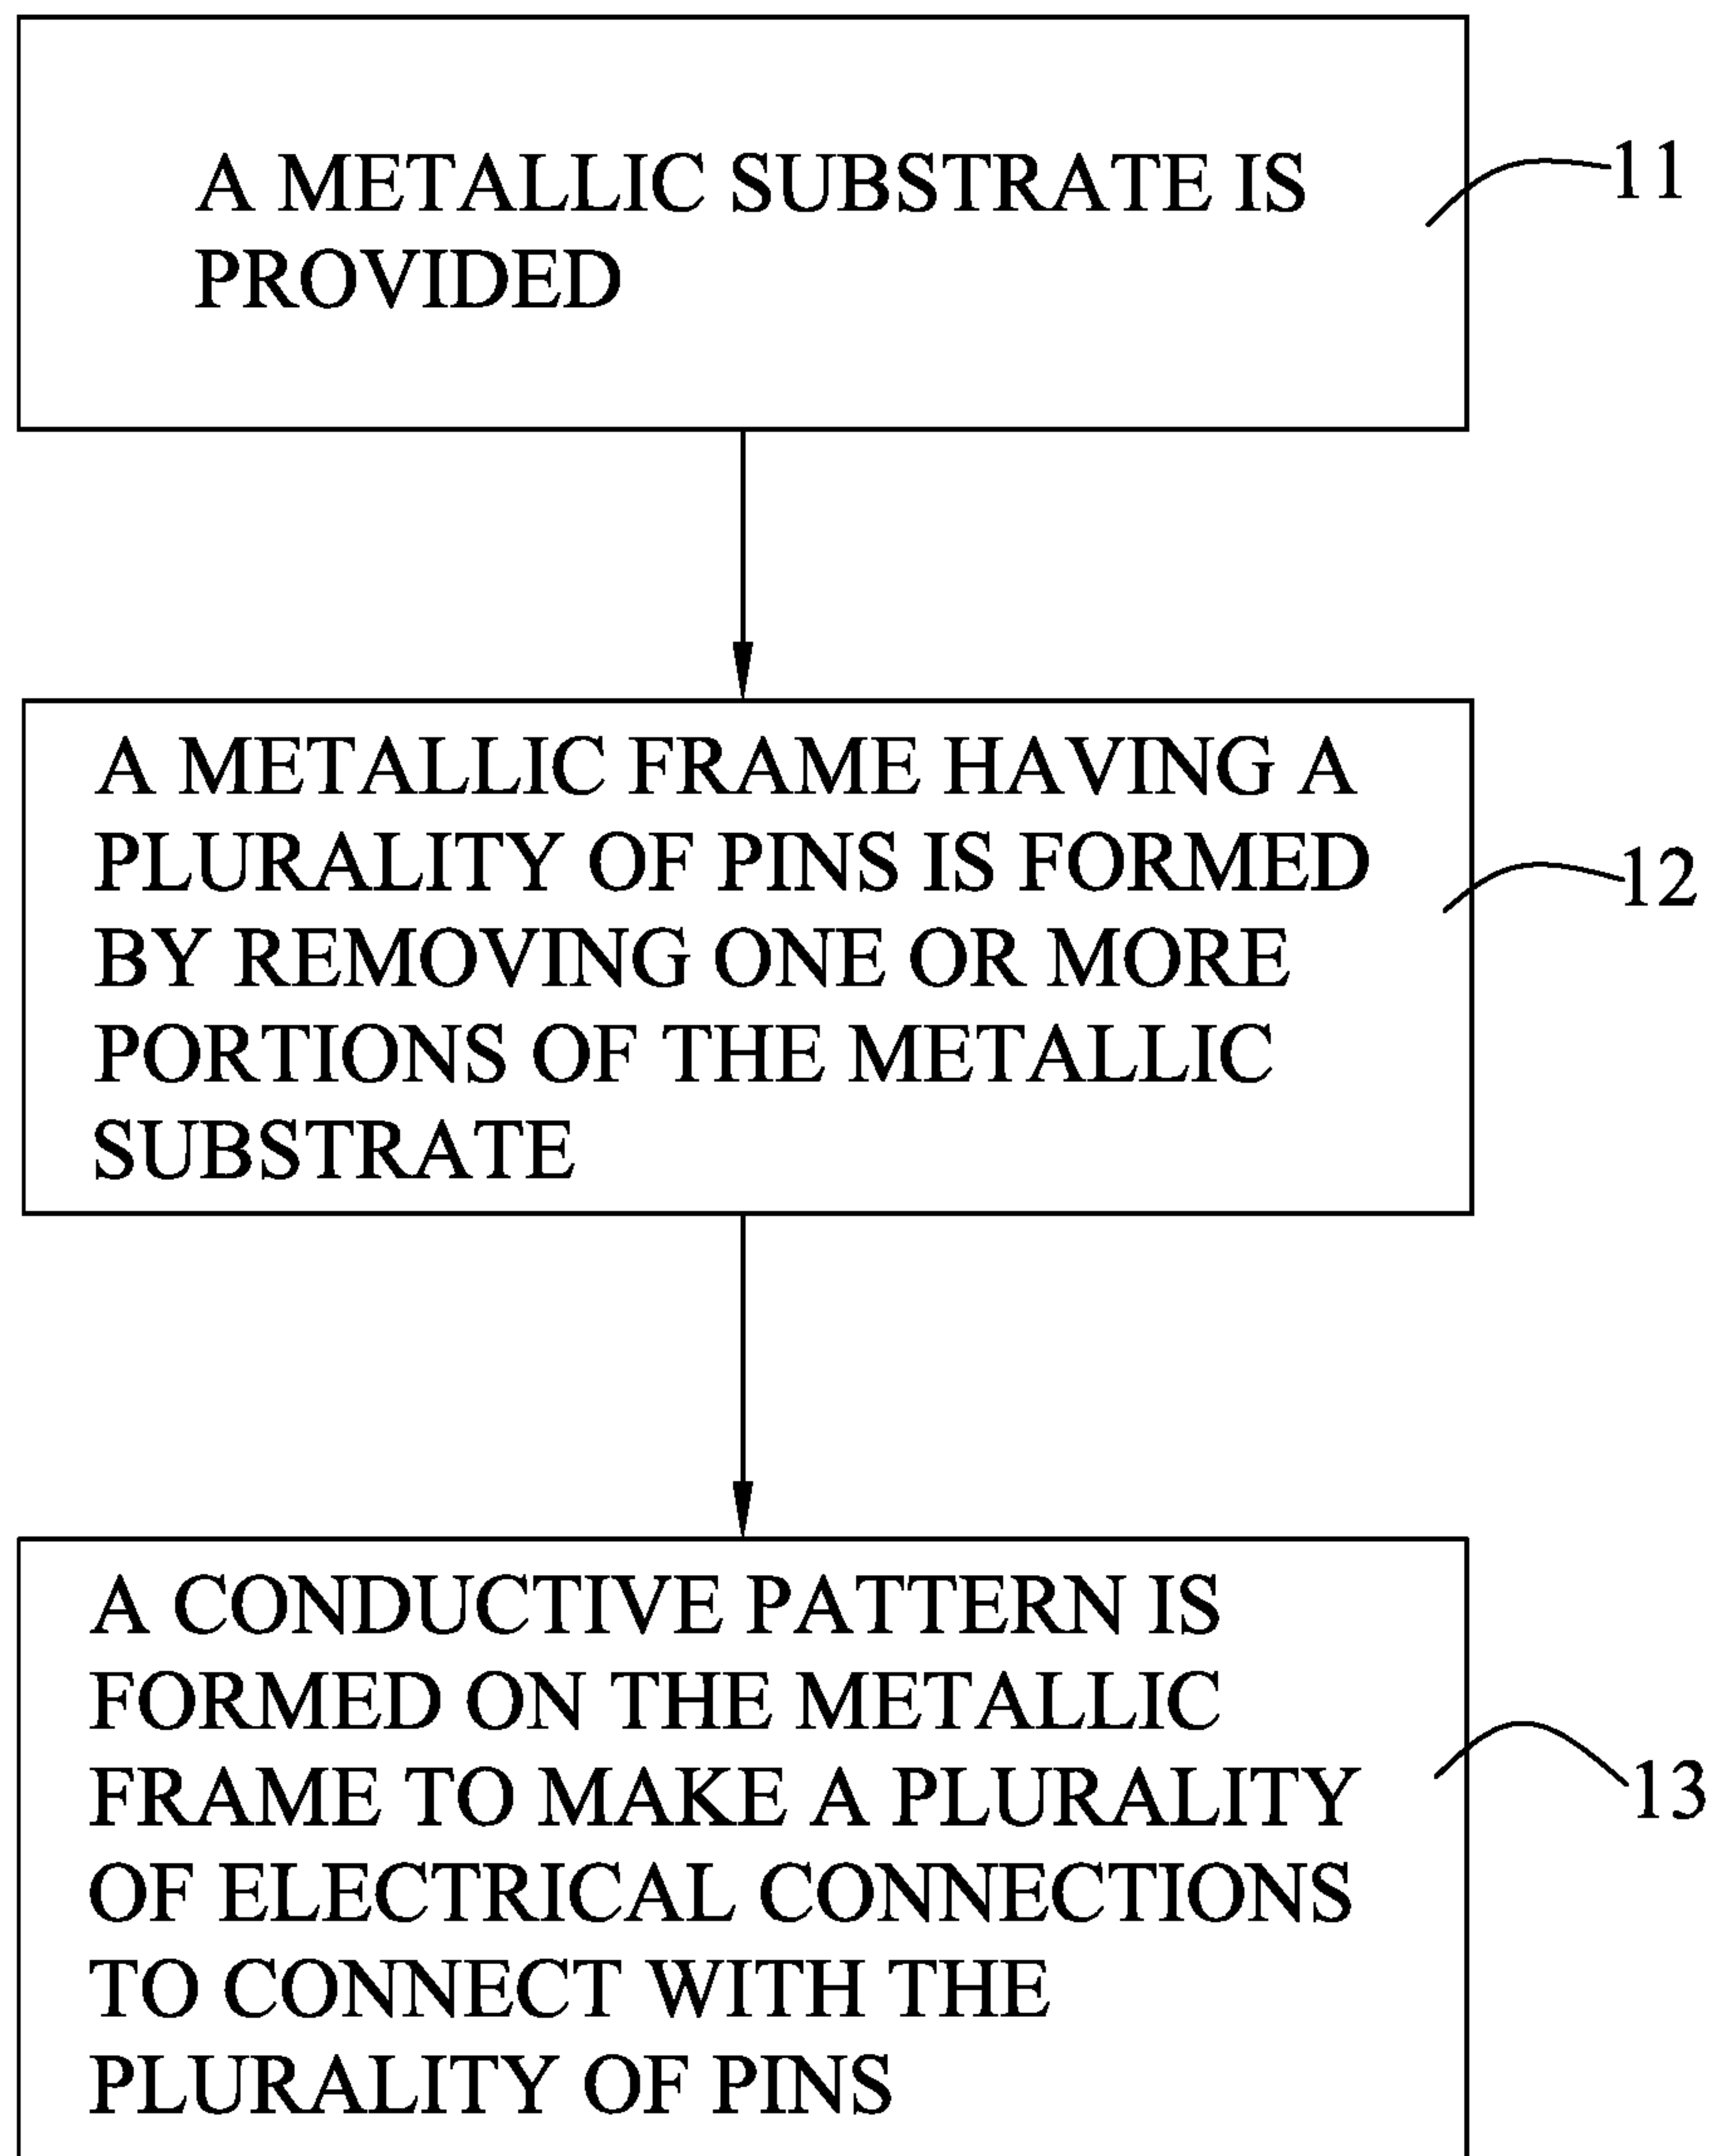 A METALLIC SUBSTRATE IS
PROVIDED
11
A METALLIC FRAME HAVING A
PLURALITY OF PINS IS FORMED
BY REMOVING ONE OR MORE
PORTIONS OF THE METALLIC
SUBSTRATE
12
A CONDUCTIVE PATTERN IS
FORMED ON THE METALLIC
FRAME TO MAKE A PLURALITY
OF ELECTRICAL CONNECTIONS
TO CONNECT WITH THE
PLURALITY OF PINS
13